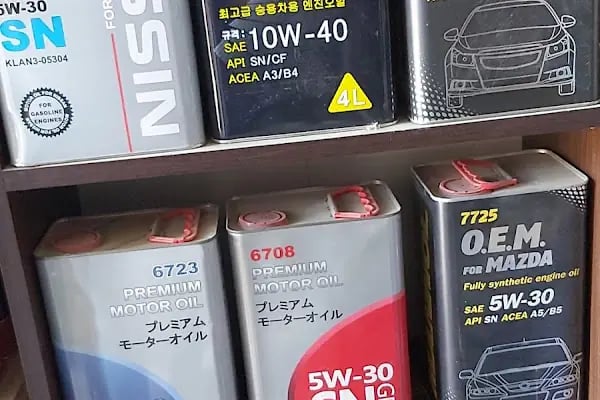 5W-30
SN
KLAN3-05304
FOR
GASOLINE
ENGINES
FOR
NISS
최고급 승용차용 엔진오일
규격 :
SAE 10W-40
API SN/CF
ACEA A3/B4
4L
6723
PREMIUM
MOTOR OIL
プレミアム
モーターオイル
6708
PREMIUM
MOTOR OIL
プレミアム
モーターオイル
5W-30
SN
7725
O.E.M.
FOR MAZDA
Fully synthetic engine oil
SAE 5W-30
API SN ACEA A5/B5